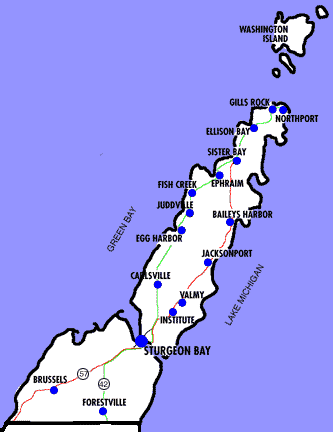 WASHINGTON
ISLAND
GILLS ROCK
NORTHPORT
ELLISON BAY
SISTER BAY
EPHRAIM
FISH CREEK
JUDDVILLE
BAILEYS HARBOR
EGG HARBOR
GREEN BAY
JACKSONPORT
CARLSVILLE
LAKE MICHIGAN
VALMY
INSTITUTE
STURGEON BAY
57
BRUSSELS
42
FORESTVILLE